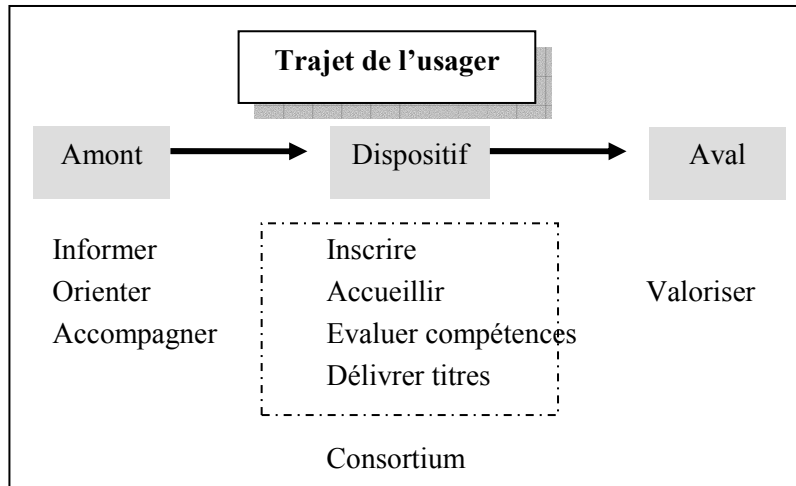 Trajet de l’usager
Amont
Dispositif
Aval
Informer
Orienter
Accompagner
Inscrire
Accueillir
Evaluer compétences
Délivrer titres
Valoriser
Consortium